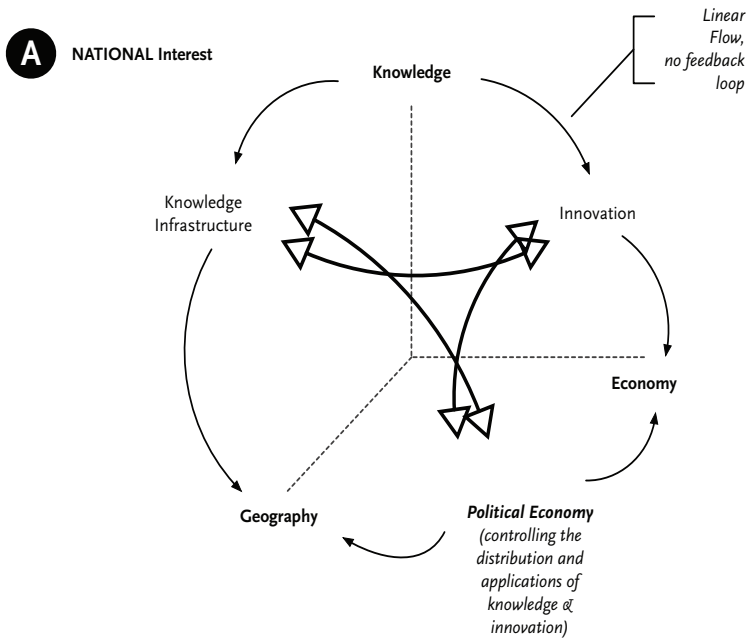 A
NATIONAL Interest
Linear
Flow,
no feedback
loop
Knowledge
Knowledge
Infrastructure
Innovation
Economy
Geography
Political Economy
(controlling the
distribution and
applications of
knowledge &
innovation)